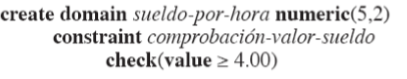 create domain sueldo-por-hora numeric(5,2)
constraint comprobación-valor-sueldo
check(value ≥ 4.00)